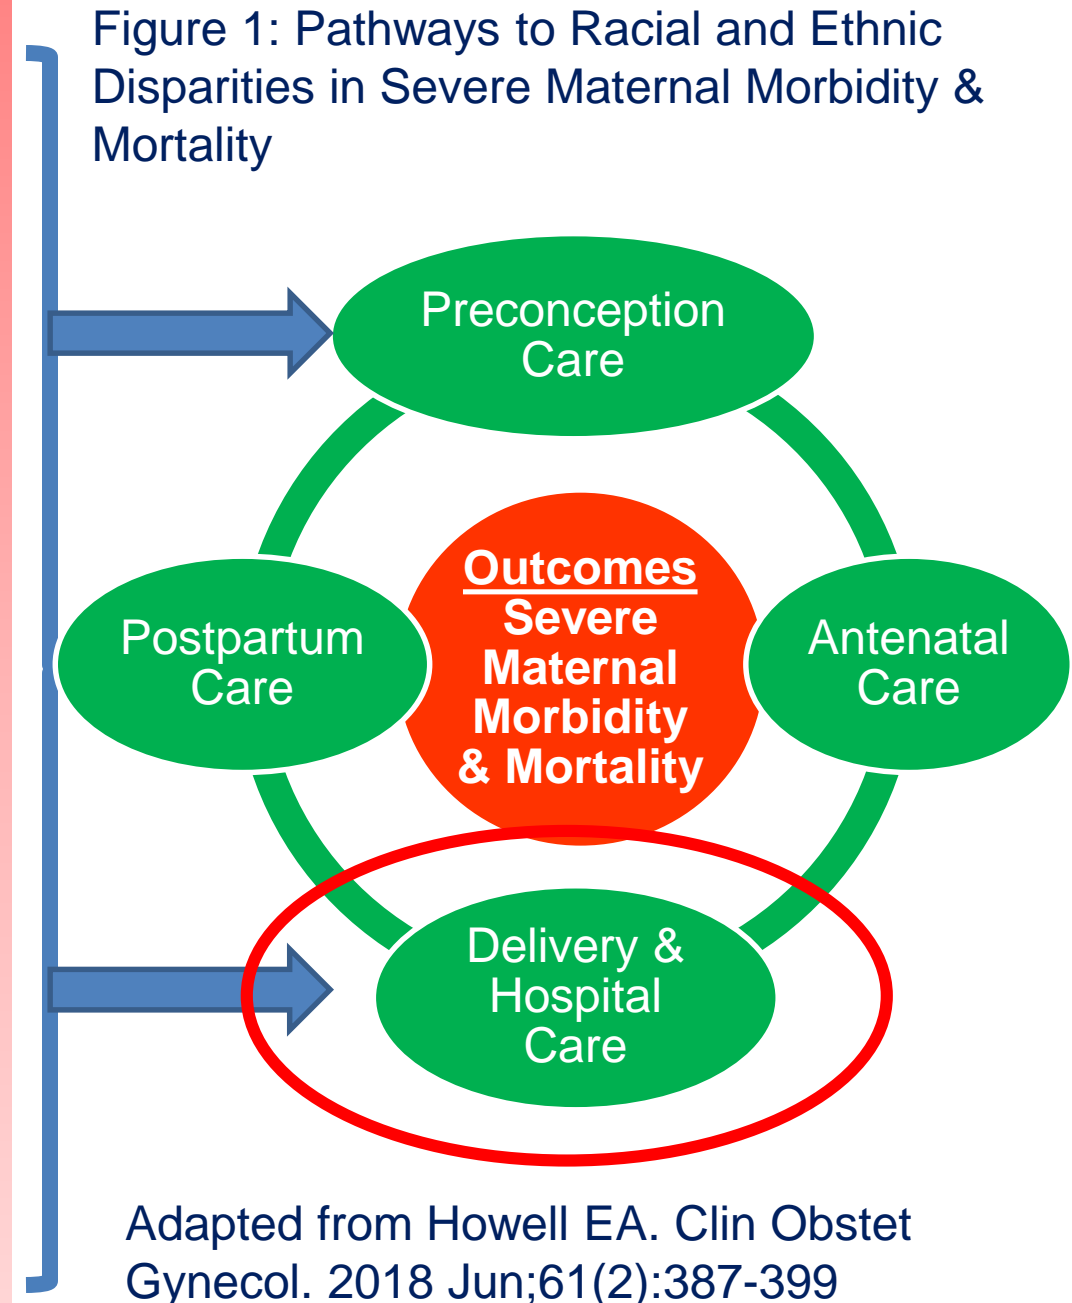 Figure 1: Pathways to Racial and Ethnic
Disparities in Severe Maternal Morbidity &
Mortality
Preconception
Care
Outcomes
Severe
Maternal
Morbidity
& Mortality
Postpartum
Care
Antenatal
Care
Delivery &
Hospital
Care
Adapted from Howell EA. Clin Obstet
Gynecol. 2018 Jun;61(2):387-399